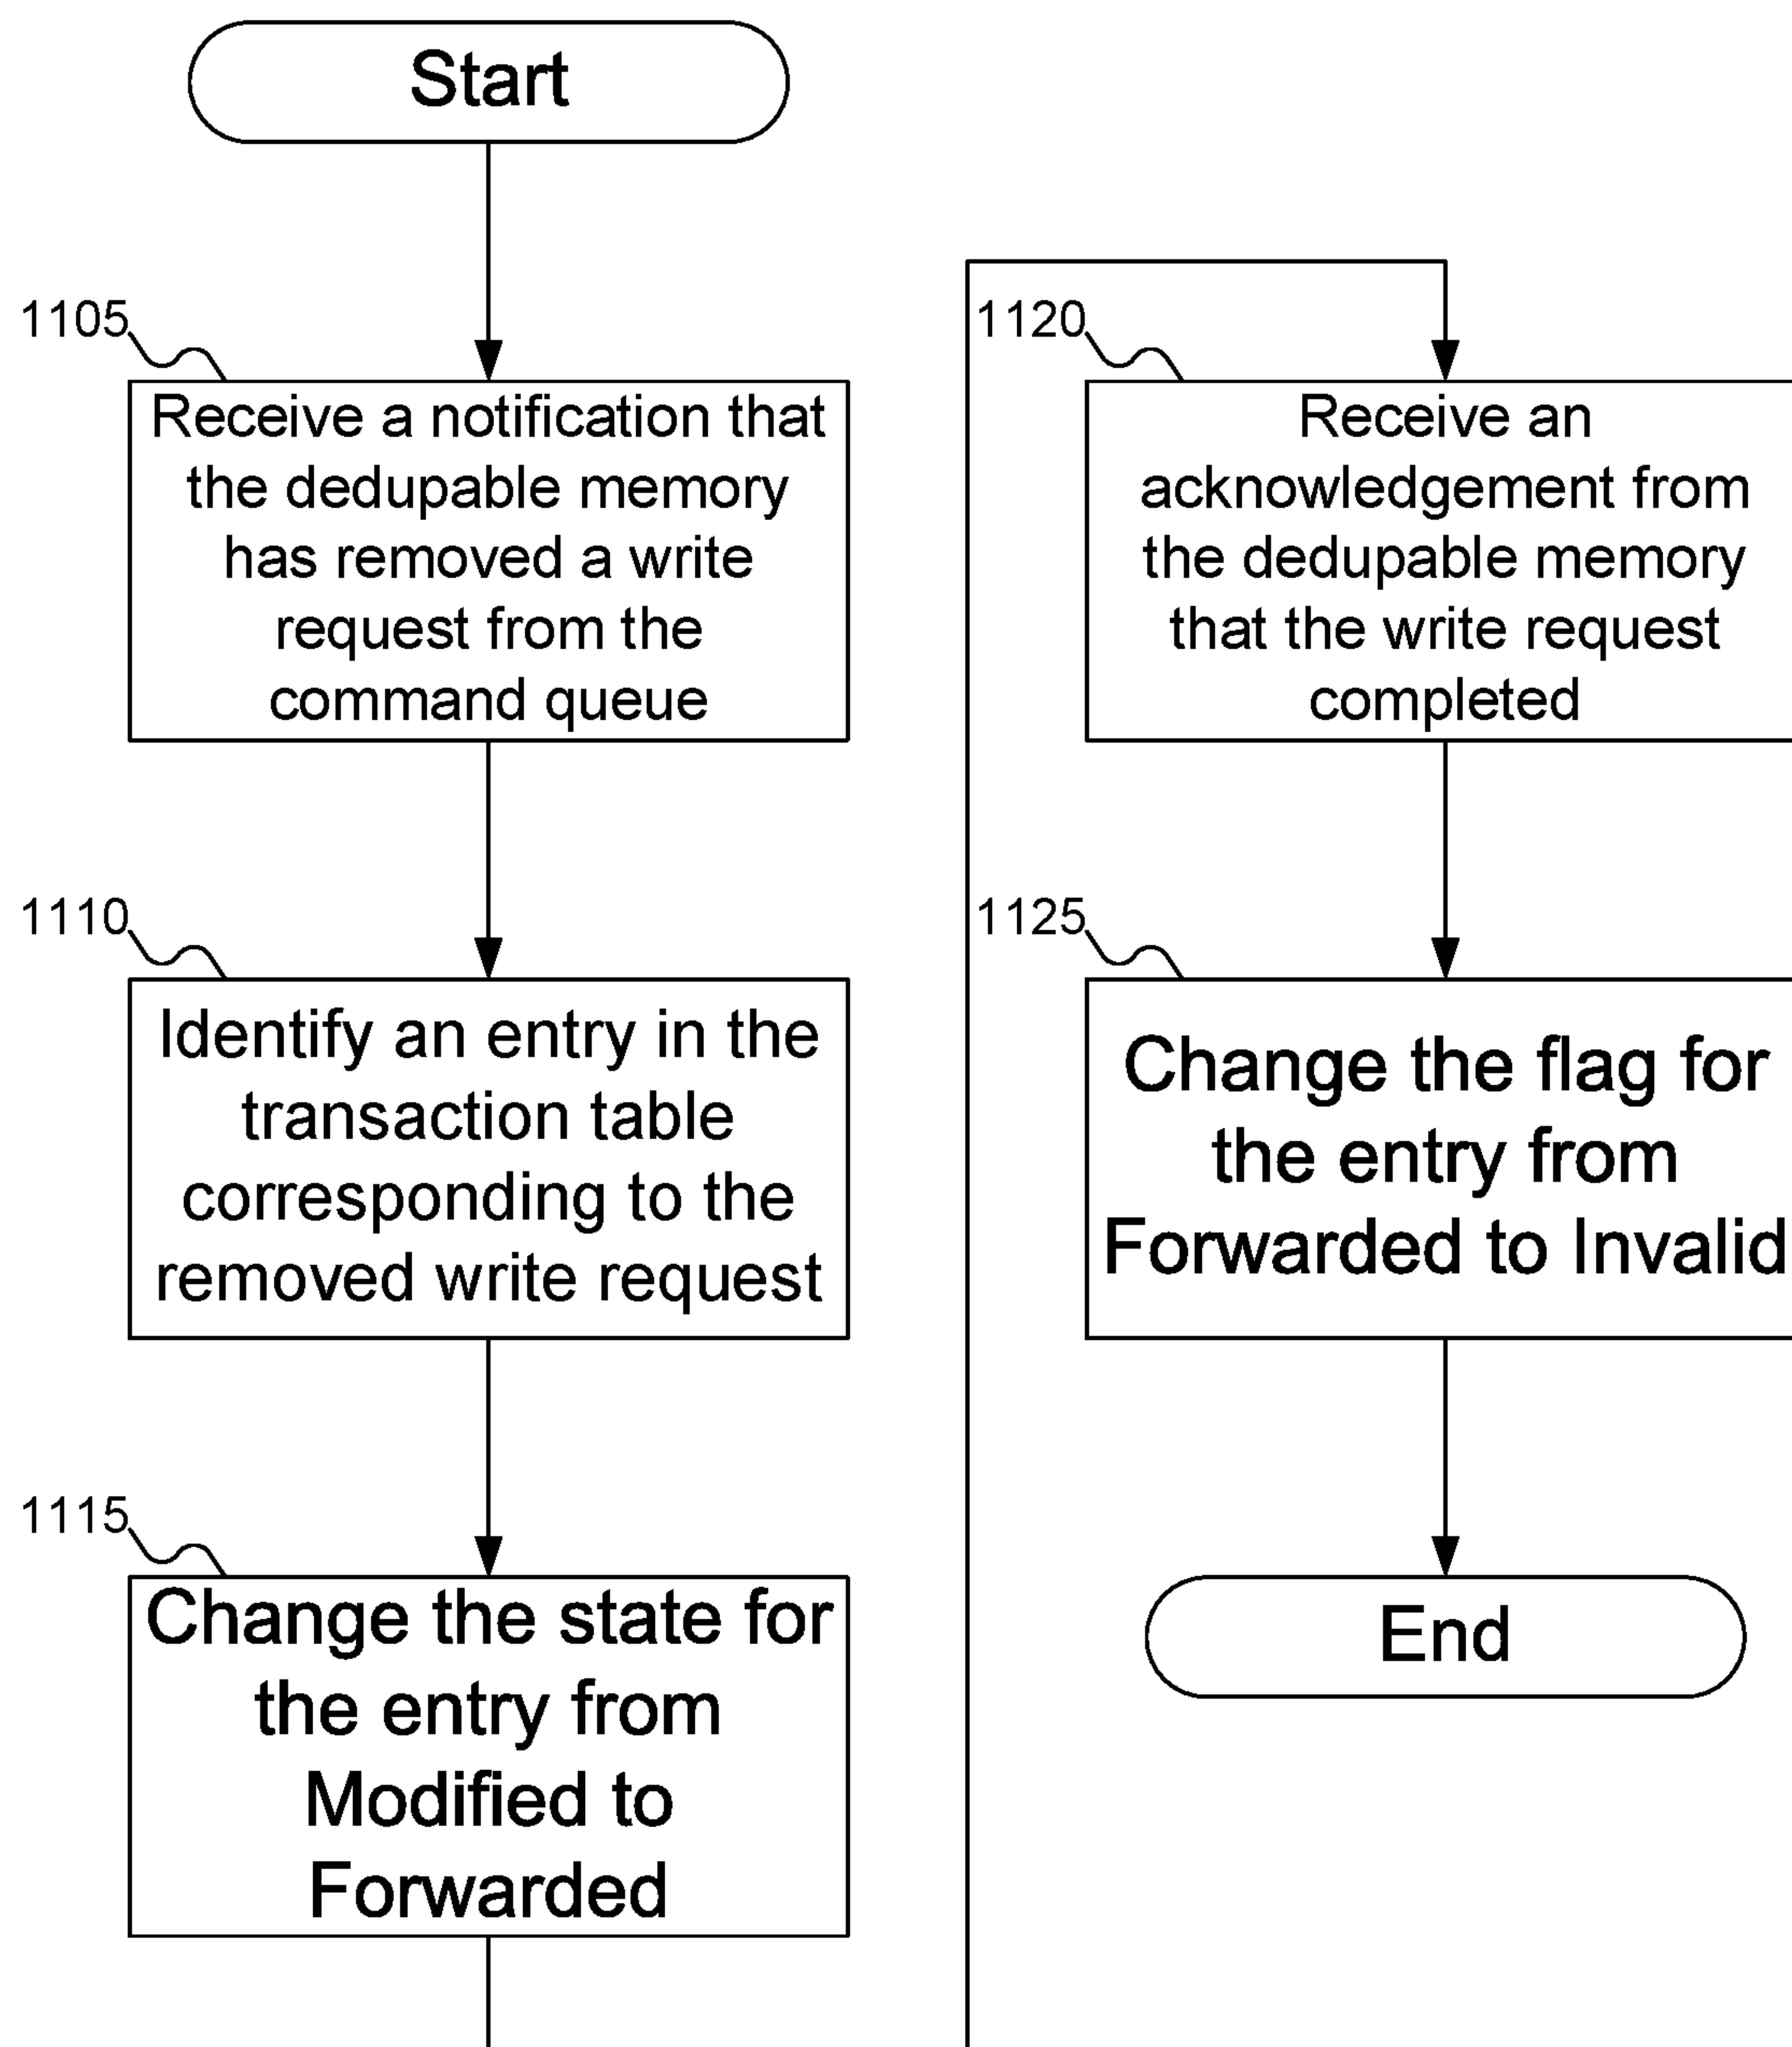 Start
1105
Receive a notification that
the dedupable memory
has removed a write
request from the
command queue
1110
Identify an entry in the
transaction table
corresponding to the
removed write request
1115
Change the state for
the entry from
Modified to
Forwarded
1120
Receive an
acknowledgement from
the dedupable memory
that the write request
completed
1125
Change the flag for
the entry from
Forwarded to Invalid
End